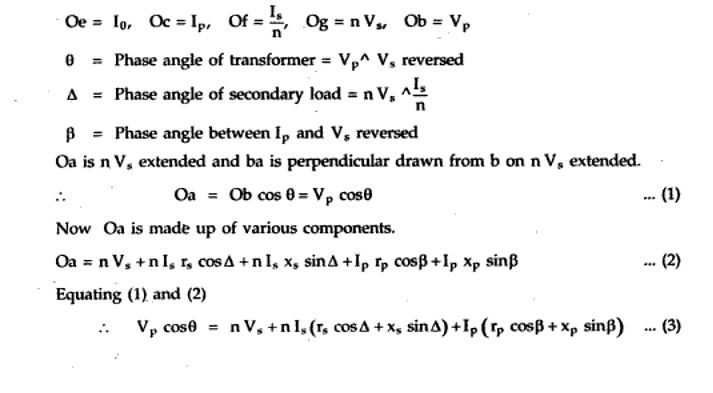 Oe = I₀, Oc = Iₚ, Of = Iₛ/n, Og = n Vₛ, Ob = Vₚ
θ = Phase angle of transformer = Vₚ^ Vₛ reversed
Δ = Phase angle of secondary load = n Vₛ ^ Iₛ/n
β = Phase angle between Iₚ and Vₛ reversed
Oa is n Vₛ extended and ba is perpendicular drawn from b on n Vₛ extended.
∴ Oa = Ob cos θ = Vₚ cosθ ... (1)
Now Oa is made up of various components.
Oa = n Vₛ + n Iₛ rₛ cosΔ + n Iₛ xₛ sinΔ + Iₚ rₚ cosβ + Iₚ xₚ sinβ ... (2)
Equating (1) and (2)
∴ Vₚ cosθ = n Vₛ + n Iₛ (rₛ cosΔ + xₛ sinΔ) + Iₚ (rₚ cosβ + xₚ sinβ) ... (3)